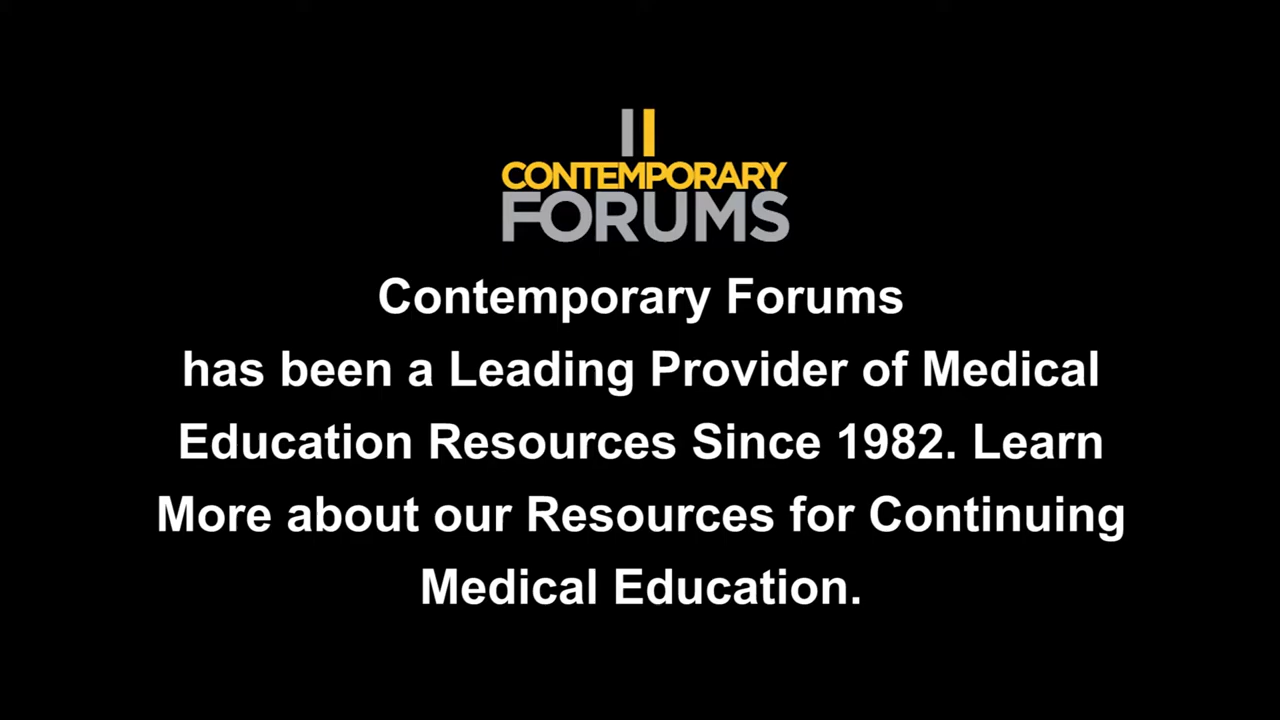 CONTEMPORARY
FORUMS
Contemporary Forums
has been a Leading Provider of Medical
Education Resources Since 1982. Learn
More about our Resources for Continuing
Medical Education.